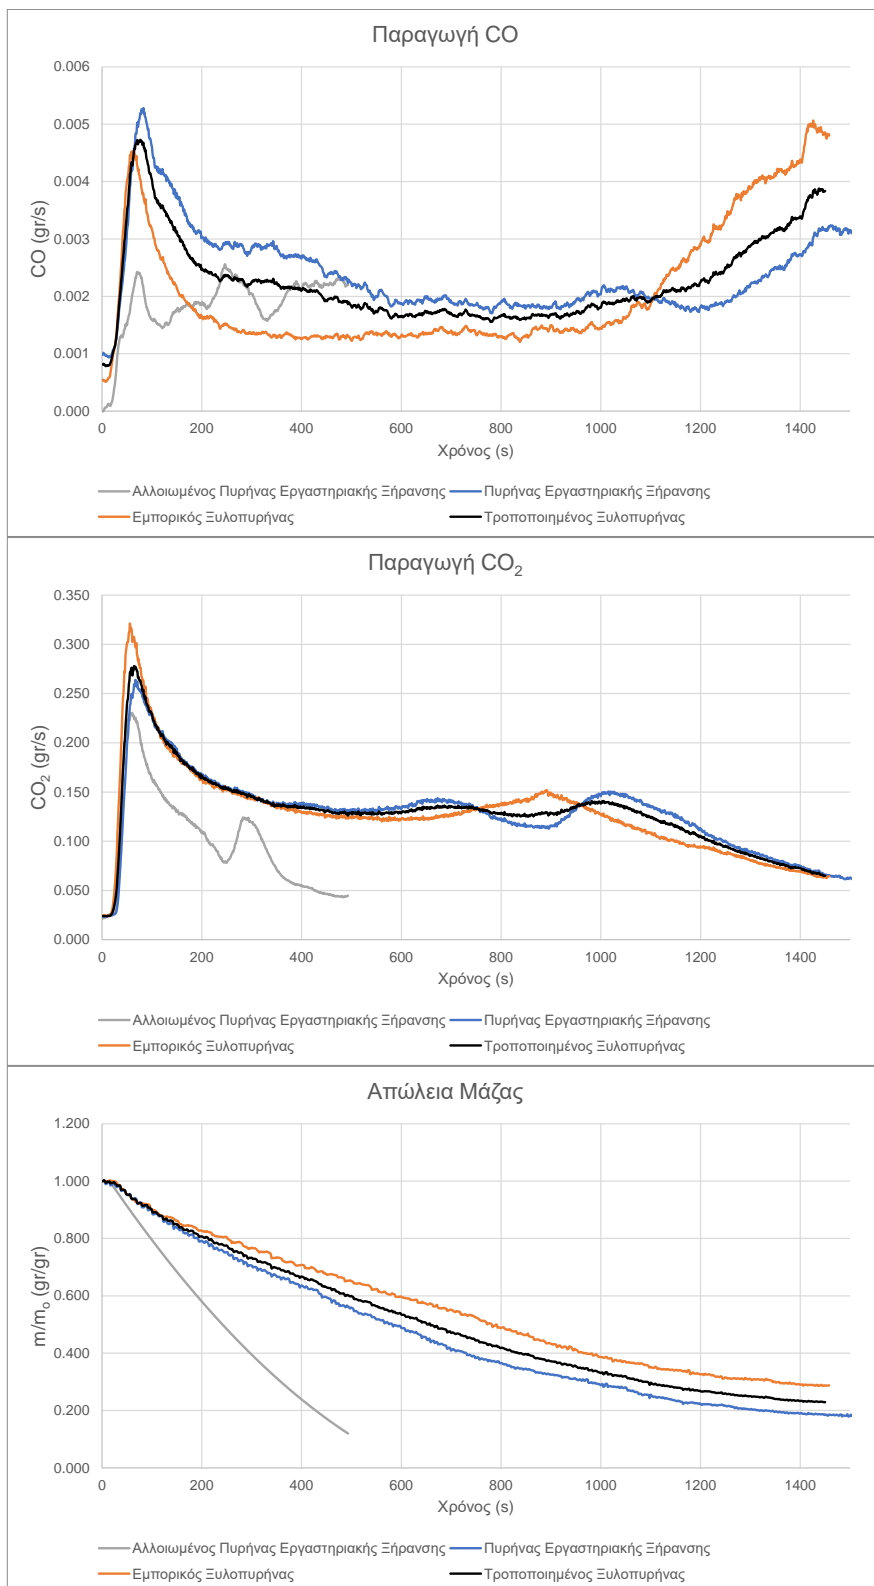 Παραγωγή CO
0.006
0.005
0.004
0.003
0.002
0.001
0.000
CO (gr/s)
0 200 400 600 800 1000 1200 1400
Χρόνος (s)
Αλλοιωμένος Πυρήνας Εργαστηριακής Ξήρανσης Πυρήνας Εργαστηριακής Ξήρανσης
Εμπορικός Ξυλοπυρήνας Τροποποιημένος Ξυλοπυρήνας
Παραγωγή CO₂
0.350
0.300
0.250
0.200
0.150
0.100
0.050
0.000
CO₂ (gr/s)
0 200 400 600 800 1000 1200 1400
Χρόνος (s)
Αλλοιωμένος Πυρήνας Εργαστηριακής Ξήρανσης Πυρήνας Εργαστηριακής Ξήρανσης
Εμπορικός Ξυλοπυρήνας Τροποποιημένος Ξυλοπυρήνας
Απώλεια Μάζας
1.200
1.000
0.800
0.600
0.400
0.200
0.000
m/mₒ (gr/gr)
0 200 400 600 800 1000 1200 1400
Χρόνος (s)
Αλλοιωμένος Πυρήνας Εργαστηριακής Ξήρανσης Πυρήνας Εργαστηριακής Ξήρανσης
Εμπορικός Ξυλοπυρήνας Τροποποιημένος Ξυλοπυρήνας